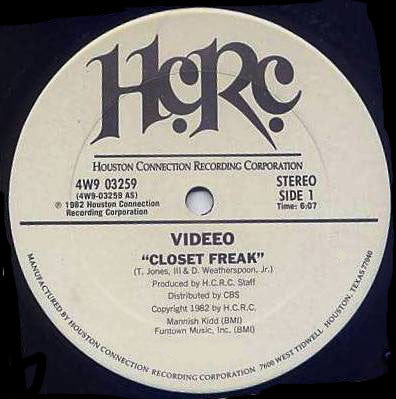 H.c.R.c.
HOUSTON CONNECTION RECORDING CORPORATION
4W9 03259
(4W9-03259 AS)
℗ 1982 Houston Connection
Recording Corporation
STEREO
SIDE 1
Time: 6:07
VIDEEO
"CLOSET FREAK"
(T. Jones, III & D. Weatherspoon, Jr.)
Produced by H.C.R.C. Staff
Distributed by CBS
Copyright 1982 by H.C.R.C.
Mannish Kidd (BMI)
Funtown Music, Inc. (BMI)
MANUFACTURED BY HOUSTON CONNECTION RECORDING CORPORATION 7600 WEST TIDWELL HOUSTON, TEXAS 77040